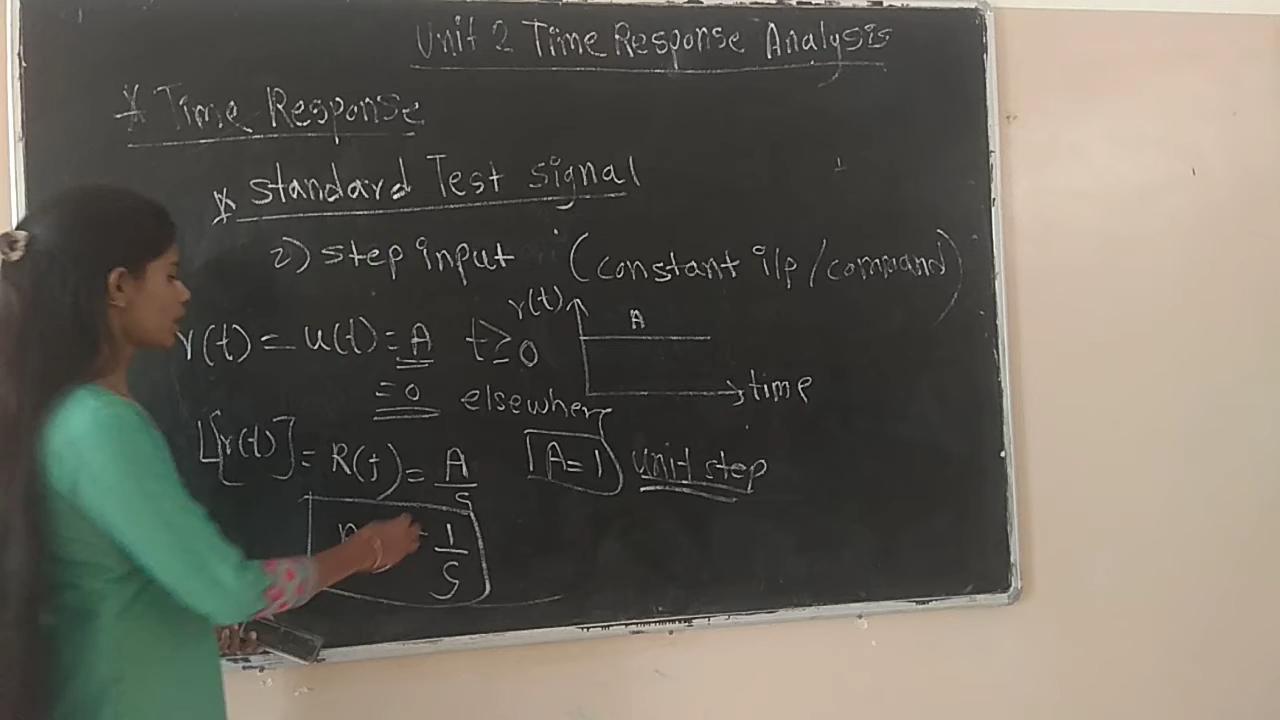 Unit 2 Time Response Analysis
* Time Response
* Standard Test signal
2) step input (constant i/p / command)
r(t) = u(t) = A t ≥ 0
= 0 elsewhere
r(t)
A
time
L[r(t)] = R(s) = A/S
A=1 unit step
1/S